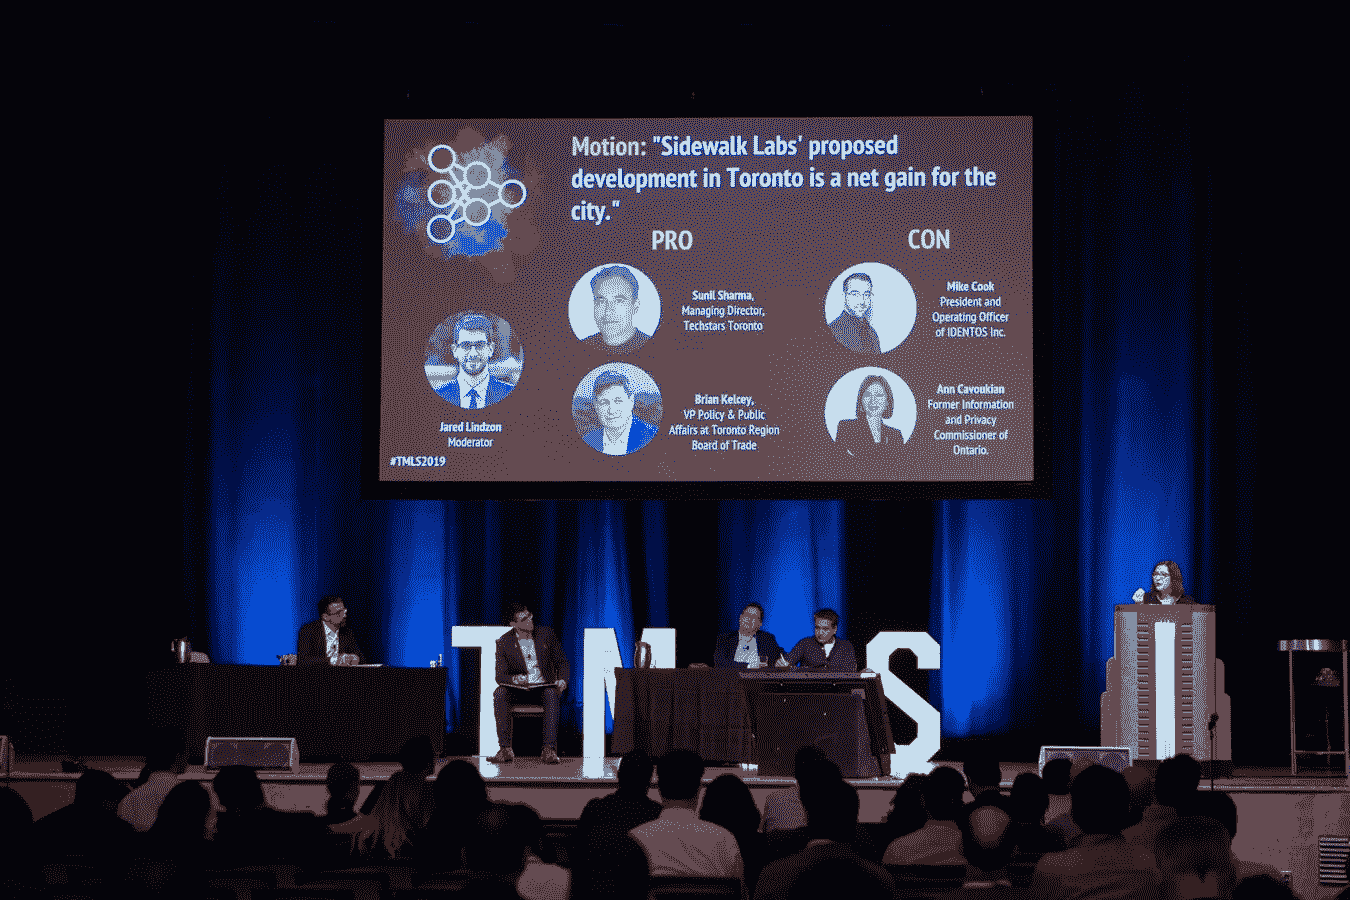 Motion: "Sidewalk Labs' proposed
development in Toronto is a net gain for the
city."
PRO
CON
Sunil Sharma,
Managing Director,
Techstars Toronto
Mike Cook
President and
Operating Officer
of IDENTOS Inc.
Brian Kelcey,
VP Policy & Public
Affairs at Toronto Region
Board of Trade
Ann Cavoukian
Former Information
and Privacy
Commissioner of
Ontario.
Jared Lindzon
Moderator
#TMLS2019
TMLS